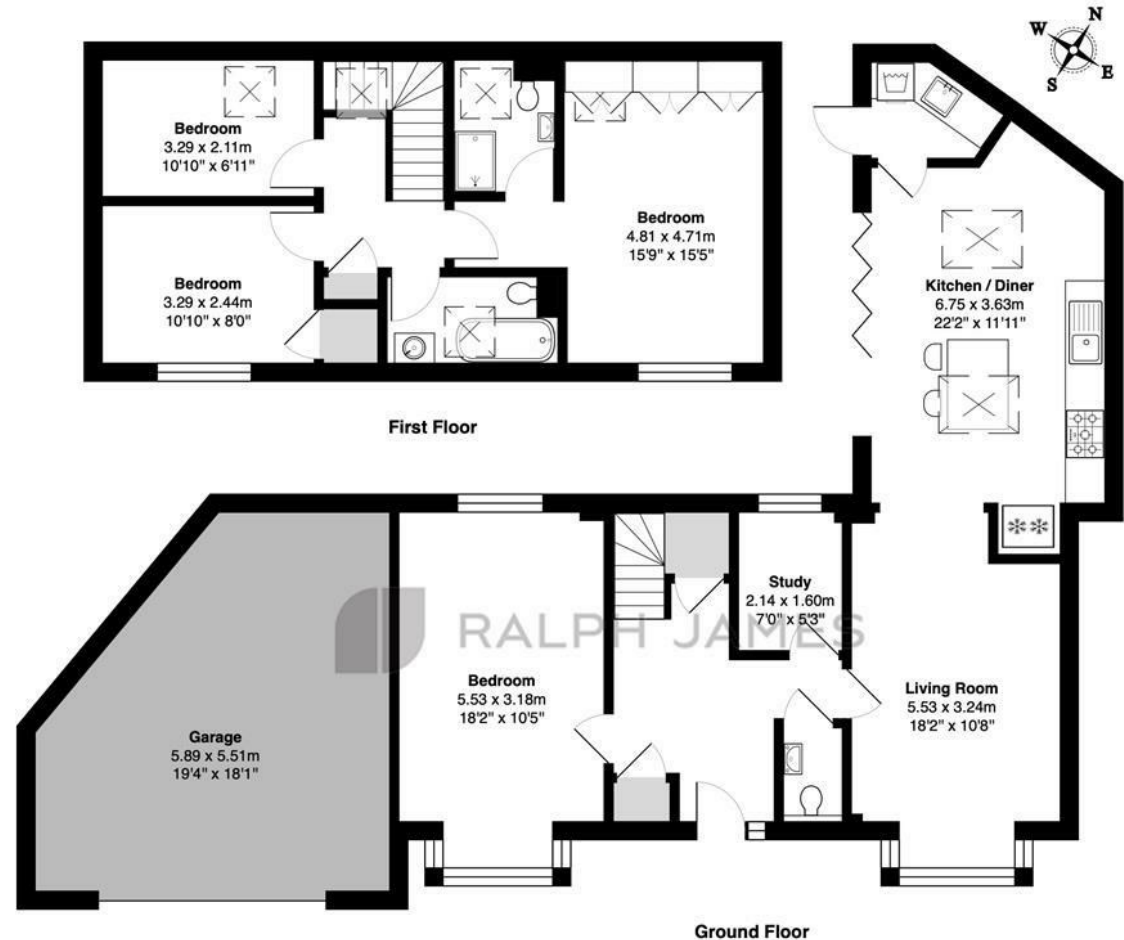 N
W
E
S
Bedroom
3.29 x 2.11m
10'10" x 6'11"
Bedroom
3.29 x 2.44m
10'10" x 8'0"
Bedroom
4.81 x 4.71m
15'9" x 15'5"
First Floor
Kitchen / Diner
6.75 x 3.63m
22'2" x 11'11"
Study
2.14 x 1.60m
7'0" x 5'3"
RALPH JAMES
Bedroom
5.53 x 3.18m
18'2" x 10'5"
Living Room
5.53 x 3.24m
18'2" x 10'8"
Garage
5.89 x 5.51m
19'4" x 18'1"
Ground Floor